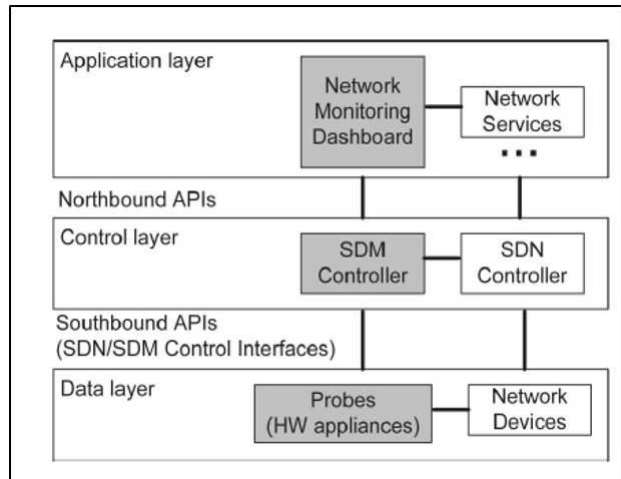 Application layer
Network
Monitoring
Dashboard
Network
Services
...
Northbound APIs
Control layer
SDM
Controller
SDN
Controller
Southbound APIs
(SDN/SDM Control Interfaces)
Data layer
Probes
(HW appliances)
Network
Devices